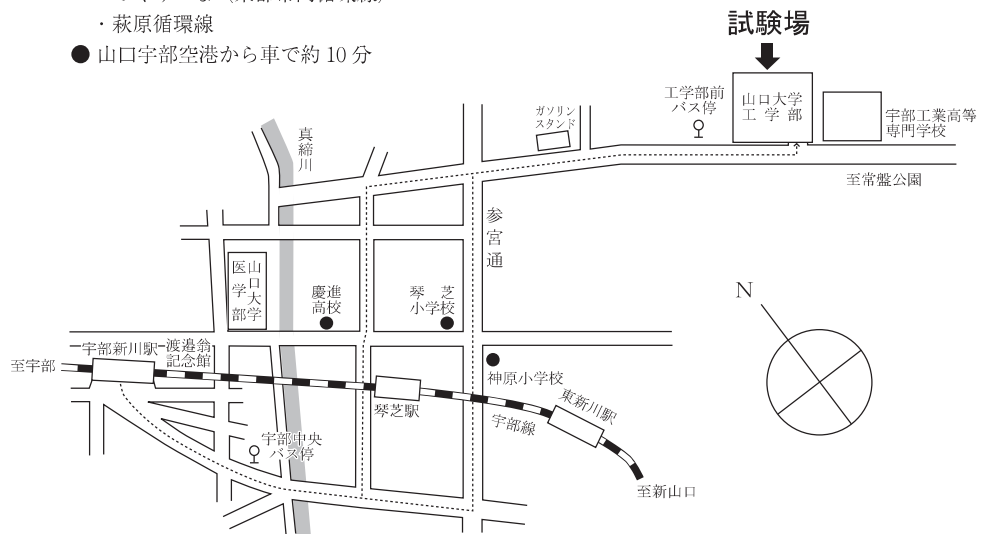 ・萩原循環線
● 山口宇部空港から車で約 10 分
試験場
工学部前
バス停
山口大学
工学部
宇部工業高等
専門学校
ガソリン
スタンド
真締川
至常盤公園
参宮通
山口大学
医学部
慶進
高校
琴芝
小学校
N
至宇部
宇部新川駅
渡邉翁
記念館
神原小学校
琴芝駅
宇部線
東新川駅
宇部中央
バス停
至新山口